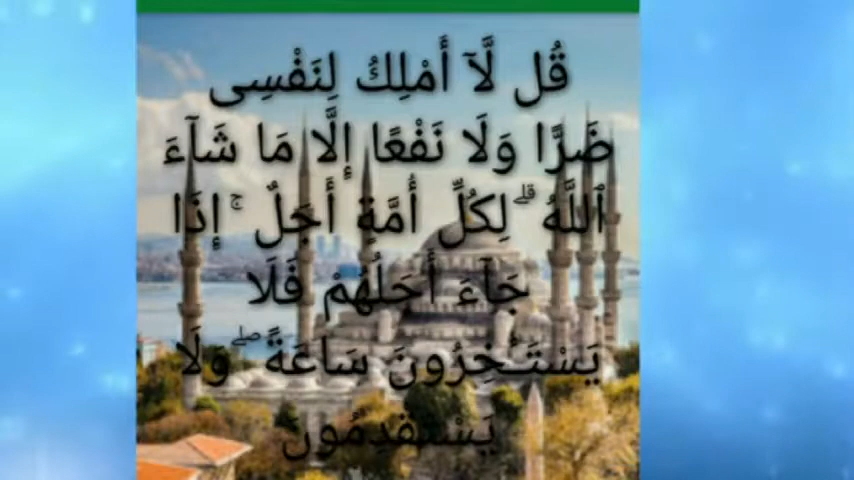 قُل لَّآ أَمْلِكُ لِنَفْسِى
ضَرًّا وَلَا نَفْعًا إِلَّا مَا شَآءَ
ٱللَّهُ ۗ لِكُلِّ أُمَّةٍ أَجَلٌ ۚ إِذَا
جَآءَ أَجَلُهُمْ فَلَا
يَسْتَـْٔخِرُونَ سَاعَةً ۖ وَلَا
يَسْتَقْدِمُونَ